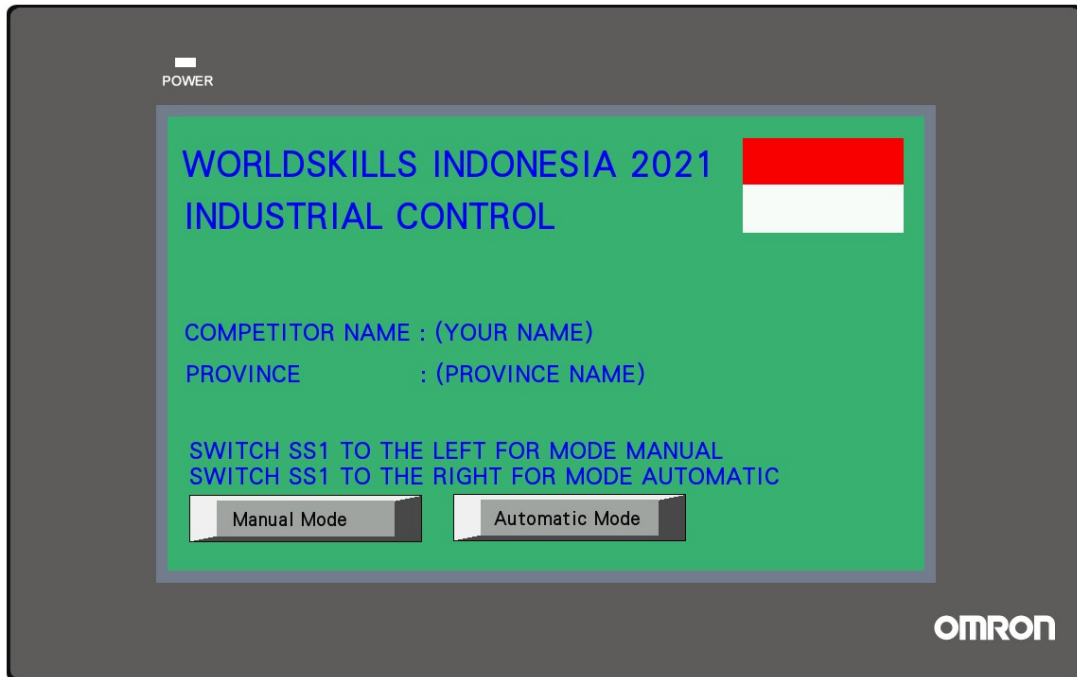 POWER
WORLDSKILLS INDONESIA 2021
INDUSTRIAL CONTROL
COMPETITOR NAME : (YOUR NAME)
PROVINCE : (PROVINCE NAME)
SWITCH SS1 TO THE LEFT FOR MODE MANUAL
SWITCH SS1 TO THE RIGHT FOR MODE AUTOMATIC
Manual Mode Automatic Mode
OMRON